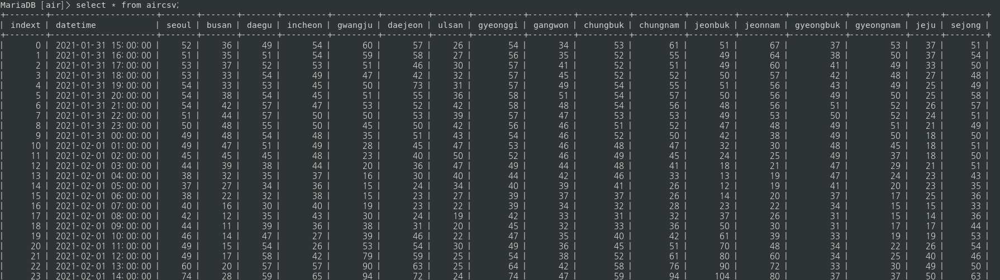 MariaDB [air]> select * from aircsv;
+--------+---------------------+-------+-------+-------+---------+---------+---------+-------+----------+---------+----------+----------+---------+---------+-----------+-----------+------+--------+
| indext | datetime | seoul | busan | daegu | incheon | gwangju | daejeon | ulsan | gyeonggi | gangwon | chungbuk | chungnam | jeonbuk | jeonnam | gyeongbuk | gyeongnam | jeju | sejong |
+--------+---------------------+-------+-------+-------+---------+---------+---------+-------+----------+---------+----------+----------+---------+---------+-----------+-----------+------+--------+
| 0 | 2021-01-31 15:00:00 | 52 | 36 | 49 | 54 | 60 | 57 | 26 | 54 | 34 | 53 | 61 | 51 | 67 | 37 | 53 | 37 | 51 |
| 1 | 2021-01-31 16:00:00 | 51 | 35 | 51 | 54 | 59 | 58 | 27 | 56 | 35 | 52 | 55 | 49 | 64 | 38 | 50 | 37 | 54 |
| 2 | 2021-01-31 17:00:00 | 53 | 37 | 52 | 53 | 51 | 46 | 30 | 57 | 41 | 52 | 51 | 49 | 60 | 41 | 49 | 33 | 50 |
| 3 | 2021-01-31 18:00:00 | 53 | 33 | 54 | 49 | 47 | 42 | 32 | 57 | 45 | 52 | 52 | 50 | 57 | 42 | 48 | 27 | 48 |
| 4 | 2021-01-31 19:00:00 | 54 | 33 | 53 | 45 | 50 | 73 | 31 | 57 | 49 | 54 | 55 | 51 | 56 | 43 | 49 | 25 | 49 |
| 5 | 2021-01-31 20:00:00 | 54 | 38 | 54 | 45 | 51 | 55 | 36 | 58 | 51 | 54 | 57 | 50 | 56 | 49 | 50 | 25 | 58 |
| 6 | 2021-01-31 21:00:00 | 54 | 42 | 57 | 47 | 53 | 52 | 42 | 58 | 48 | 54 | 56 | 48 | 56 | 51 | 52 | 26 | 57 |
| 7 | 2021-01-31 22:00:00 | 51 | 44 | 57 | 50 | 50 | 53 | 39 | 57 | 47 | 53 | 53 | 49 | 53 | 50 | 52 | 24 | 51 |
| 8 | 2021-01-31 23:00:00 | 50 | 48 | 55 | 50 | 45 | 50 | 42 | 56 | 46 | 51 | 52 | 47 | 48 | 49 | 51 | 21 | 49 |
| 9 | 2021-01-31 00:00:00 | 49 | 48 | 54 | 48 | 35 | 51 | 43 | 54 | 46 | 52 | 50 | 42 | 38 | 49 | 50 | 18 | 50 |
| 10 | 2021-02-01 01:00:00 | 49 | 47 | 51 | 49 | 28 | 45 | 47 | 53 | 46 | 48 | 47 | 32 | 30 | 48 | 45 | 18 | 51 |
| 11 | 2021-02-01 02:00:00 | 45 | 45 | 45 | 48 | 23 | 40 | 50 | 52 | 46 | 49 | 45 | 24 | 25 | 49 | 37 | 18 | 50 |
| 12 | 2021-02-01 03:00:00 | 44 | 39 | 38 | 44 | 20 | 36 | 47 | 49 | 44 | 48 | 41 | 18 | 21 | 47 | 29 | 21 | 51 |
| 13 | 2021-02-01 04:00:00 | 38 | 32 | 35 | 37 | 16 | 30 | 40 | 44 | 42 | 46 | 33 | 13 | 19 | 47 | 24 | 23 | 43 |
| 14 | 2021-02-01 05:00:00 | 37 | 27 | 34 | 36 | 15 | 24 | 34 | 40 | 39 | 41 | 26 | 12 | 19 | 41 | 20 | 23 | 35 |
| 15 | 2021-02-01 06:00:00 | 38 | 22 | 32 | 38 | 15 | 23 | 27 | 39 | 37 | 37 | 26 | 14 | 20 | 37 | 17 | 25 | 36 |
| 16 | 2021-02-01 07:00:00 | 40 | 16 | 30 | 40 | 19 | 23 | 22 | 39 | 34 | 32 | 28 | 23 | 22 | 34 | 15 | 15 | 33 |
| 17 | 2021-02-01 08:00:00 | 42 | 12 | 35 | 43 | 30 | 24 | 19 | 42 | 33 | 31 | 32 | 37 | 26 | 31 | 15 | 14 | 36 |
| 18 | 2021-02-01 09:00:00 | 44 | 11 | 39 | 36 | 38 | 31 | 20 | 45 | 32 | 33 | 36 | 50 | 30 | 31 | 17 | 17 | 44 |
| 19 | 2021-02-01 10:00:00 | 46 | 14 | 47 | 27 | 39 | 46 | 22 | 47 | 35 | 40 | 42 | 61 | 39 | 33 | 19 | 19 | 53 |
| 20 | 2021-02-01 11:00:00 | 49 | 15 | 54 | 26 | 53 | 54 | 30 | 49 | 36 | 45 | 51 | 70 | 48 | 34 | 22 | 26 | 54 |
| 21 | 2021-02-01 12:00:00 | 49 | 17 | 58 | 42 | 79 | 59 | 25 | 54 | 38 | 52 | 61 | 80 | 60 | 34 | 25 | 40 | 46 |
| 22 | 2021-02-01 13:00:00 | 60 | 20 | 57 | 57 | 90 | 63 | 25 | 64 | 42 | 58 | 76 | 90 | 72 | 33 | 30 | 49 | 50 |
| 23 | 2021-02-01 14:00:00 | 74 | 28 | 59 | 65 | 94 | 72 | 24 | 74 | 47 | 59 | 94 | 104 | 80 | 37 | 37 | 50 | 63 |